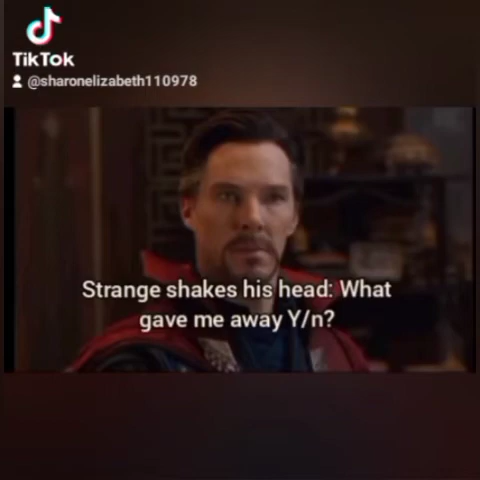 TikTok
@sharonelizabeth110978
Strange shakes his head: What
gave me away Y/n?